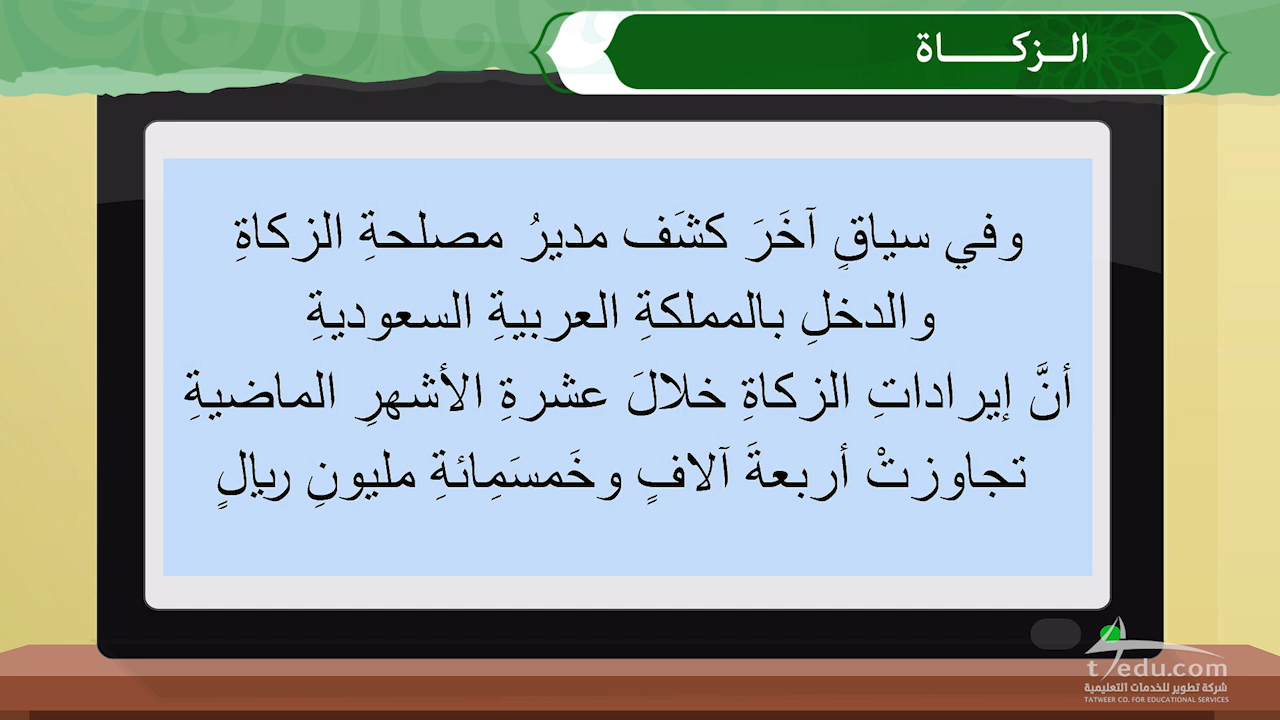 الـزكـــــاة
وفي سياقٍ آخَرَ كشَف مديرُ مصلحةِ الزكاةِ
والدخلِ بالمملكةِ العربيةِ السعوديةِ
أنَّ إيراداتِ الزكاةِ خلالَ عشرةِ الأشهرِ الماضيةِ
تجاوزتْ أربعةَ آلافٍ وخَمسَمِائةِ مليونِ ريالٍ
t4edu.com
شركة تطوير للخدمات التعليمية
TATWEER CO. FOR EDUCATIONAL SERVICES